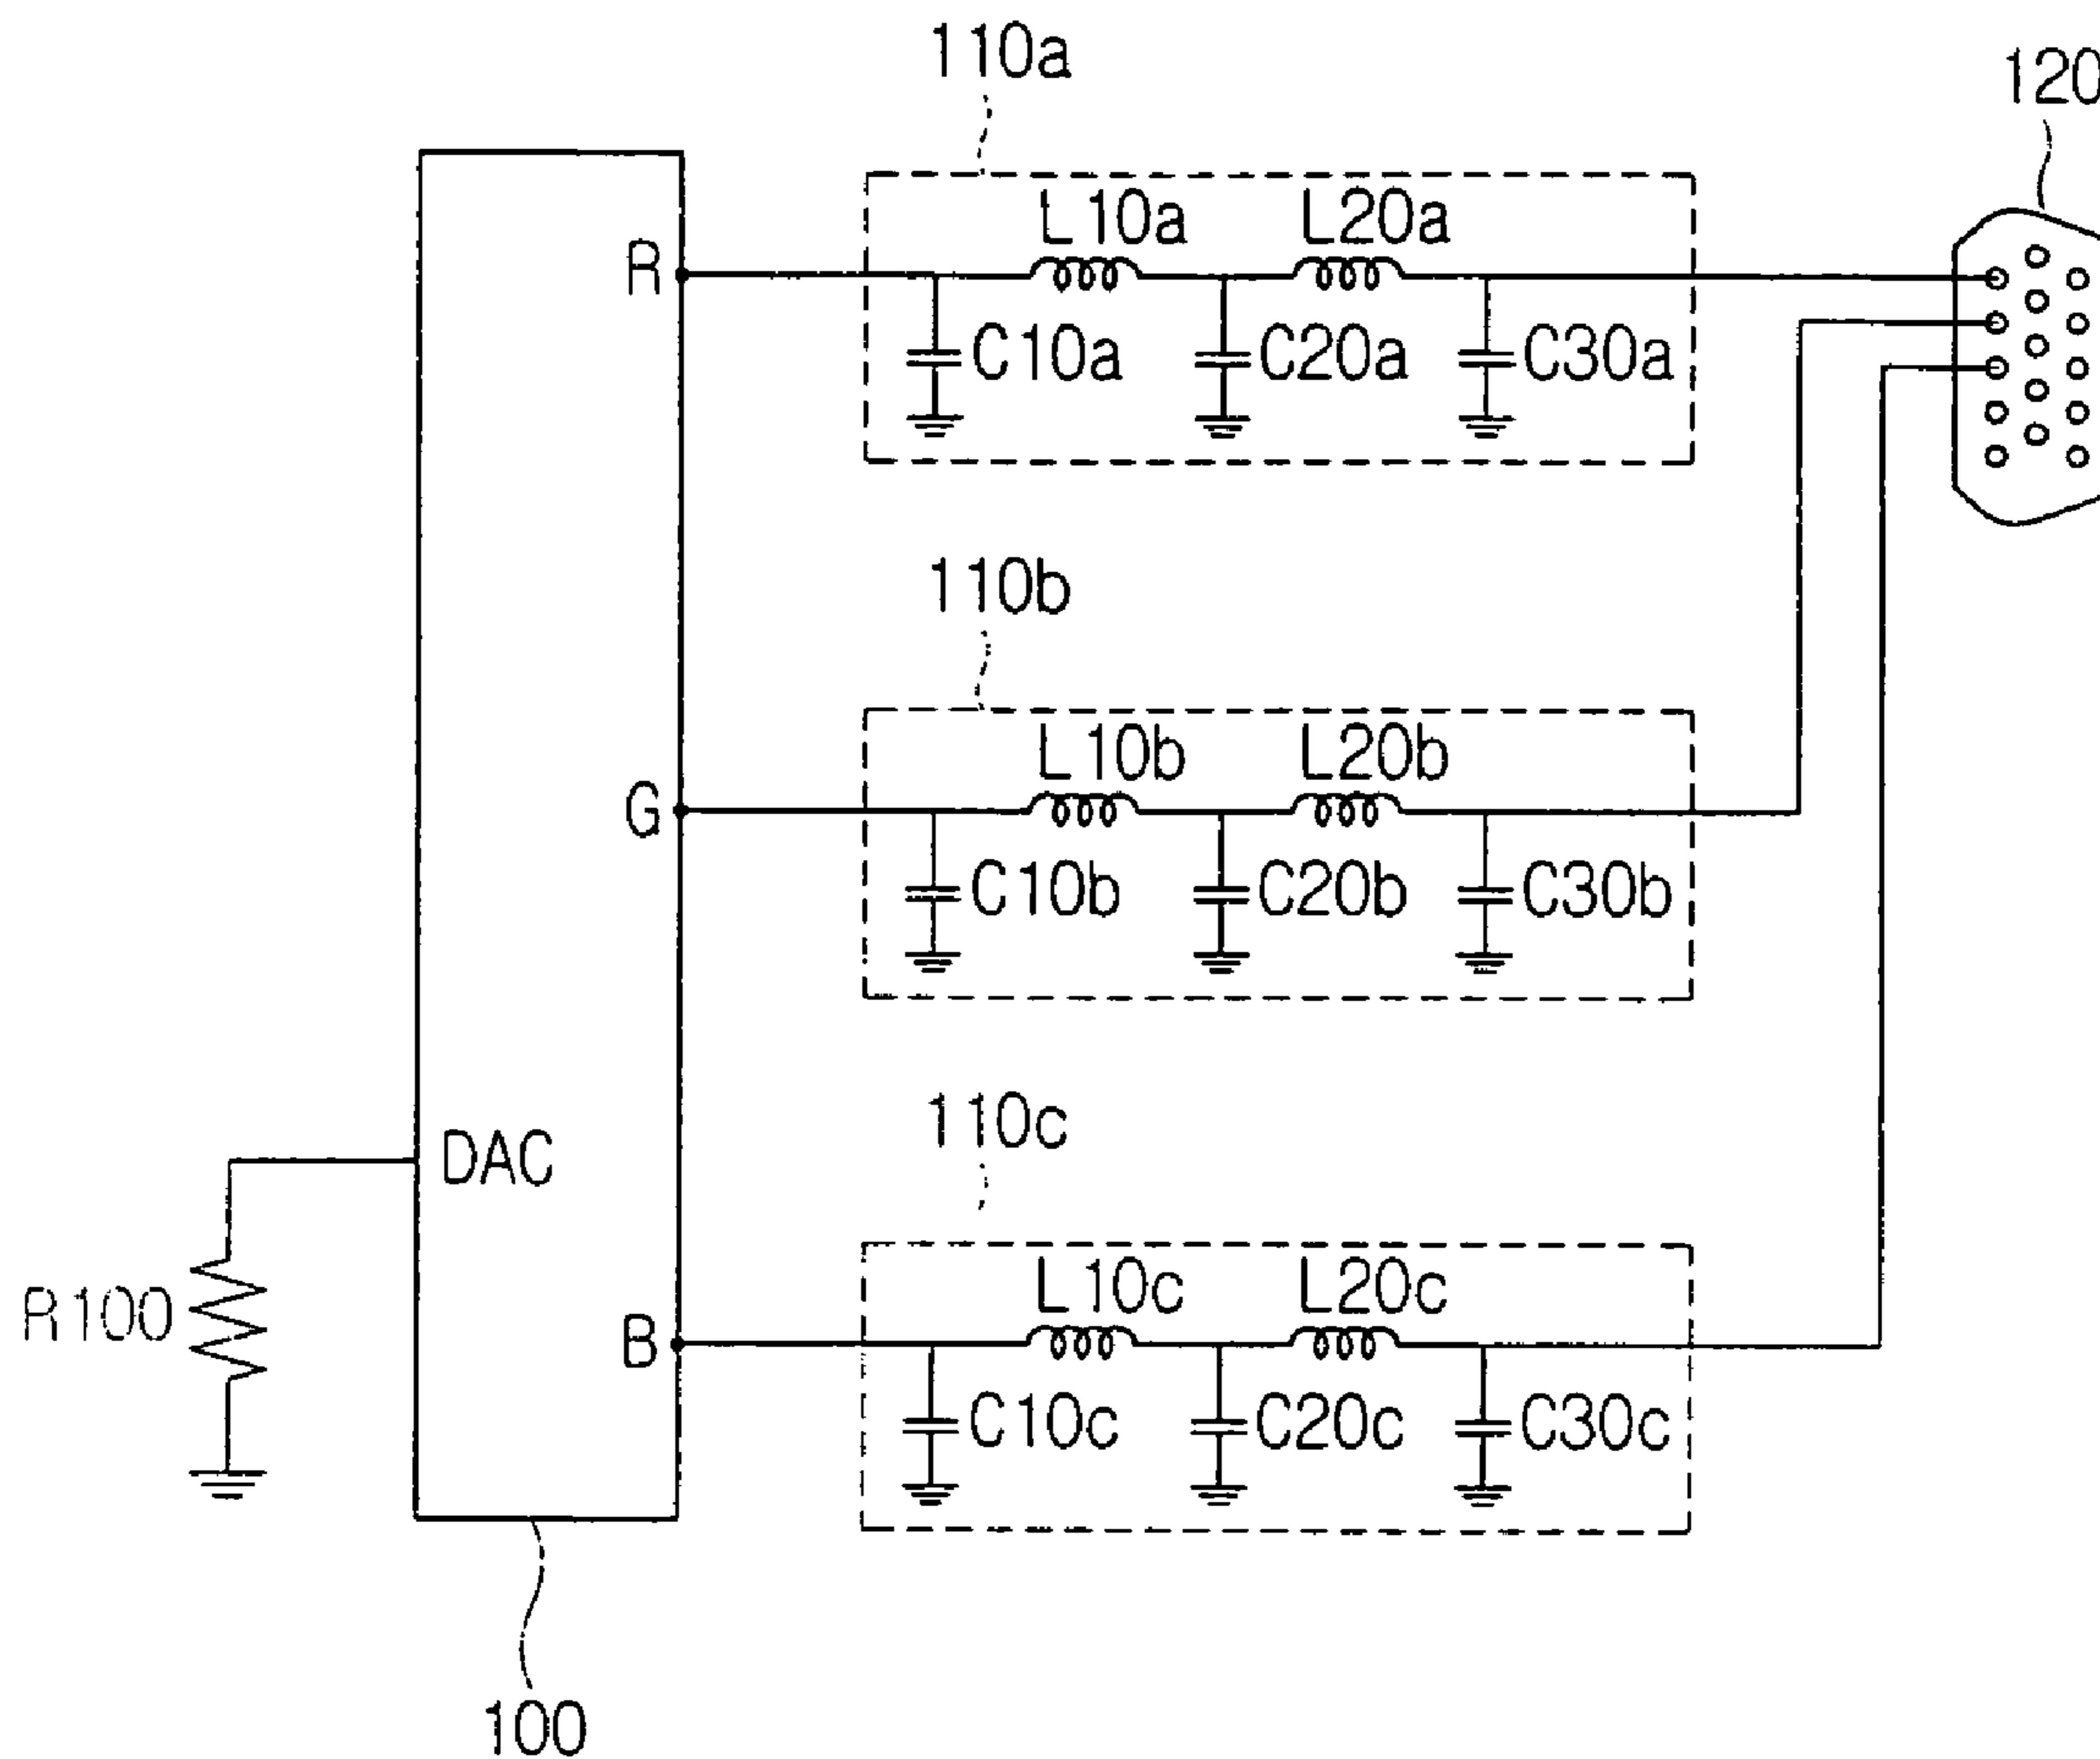 110a
120
L10a L20a
R
C10a C20a C30a
110b
L10b L20b
G
C10b C20b C30b
110c
DAC
L10c L20c
R100
B
C10c C20c C30c
100